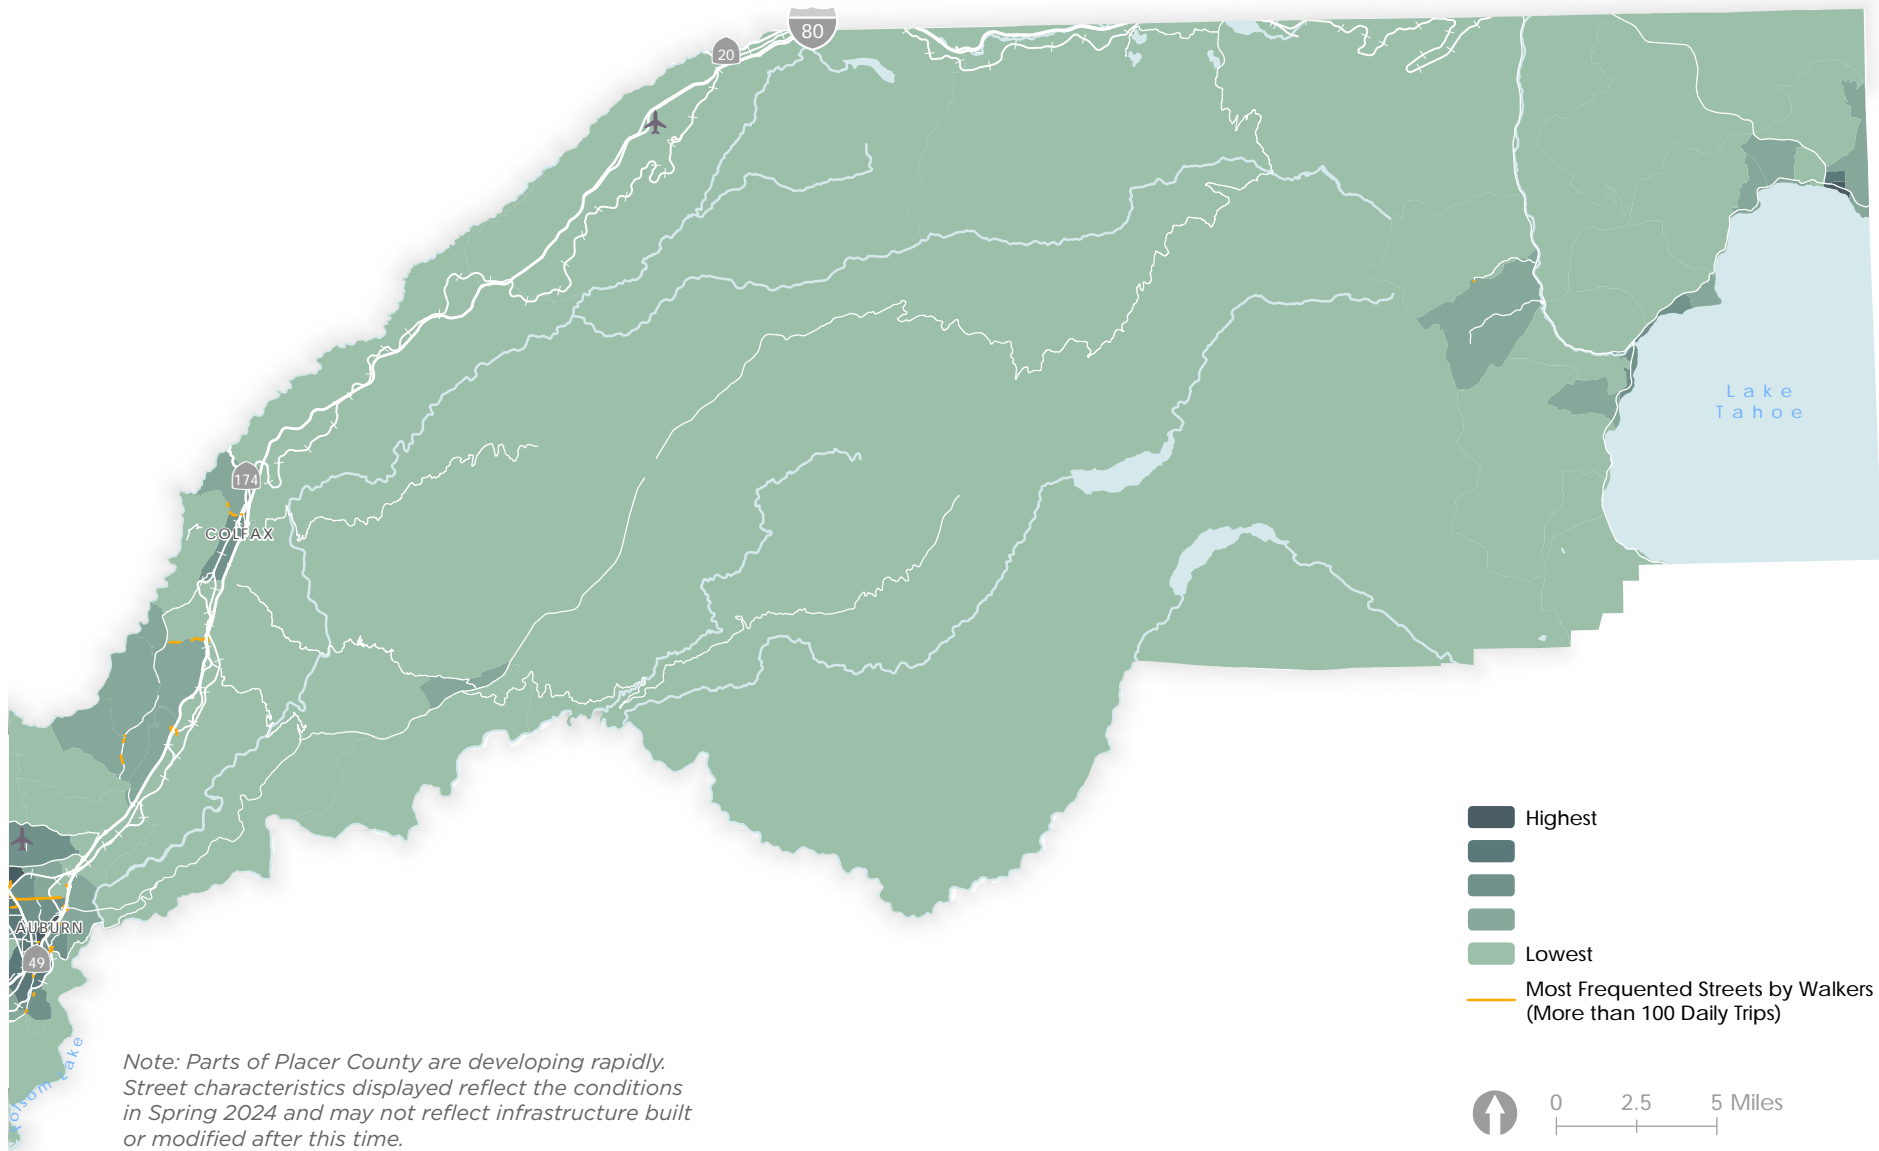 80
20
Lake
Tahoe
174
COLFAX
Highest
Lowest
AUBURN
49
Most Frequented Streets by Walkers
(More than 100 Daily Trips)
Lake
Note: Parts of Placer County are developing rapidly.
Street characteristics displayed reflect the conditions
in Spring 2024 and may not reflect infrastructure built
or modified after this time.
0 2.5 5 Miles